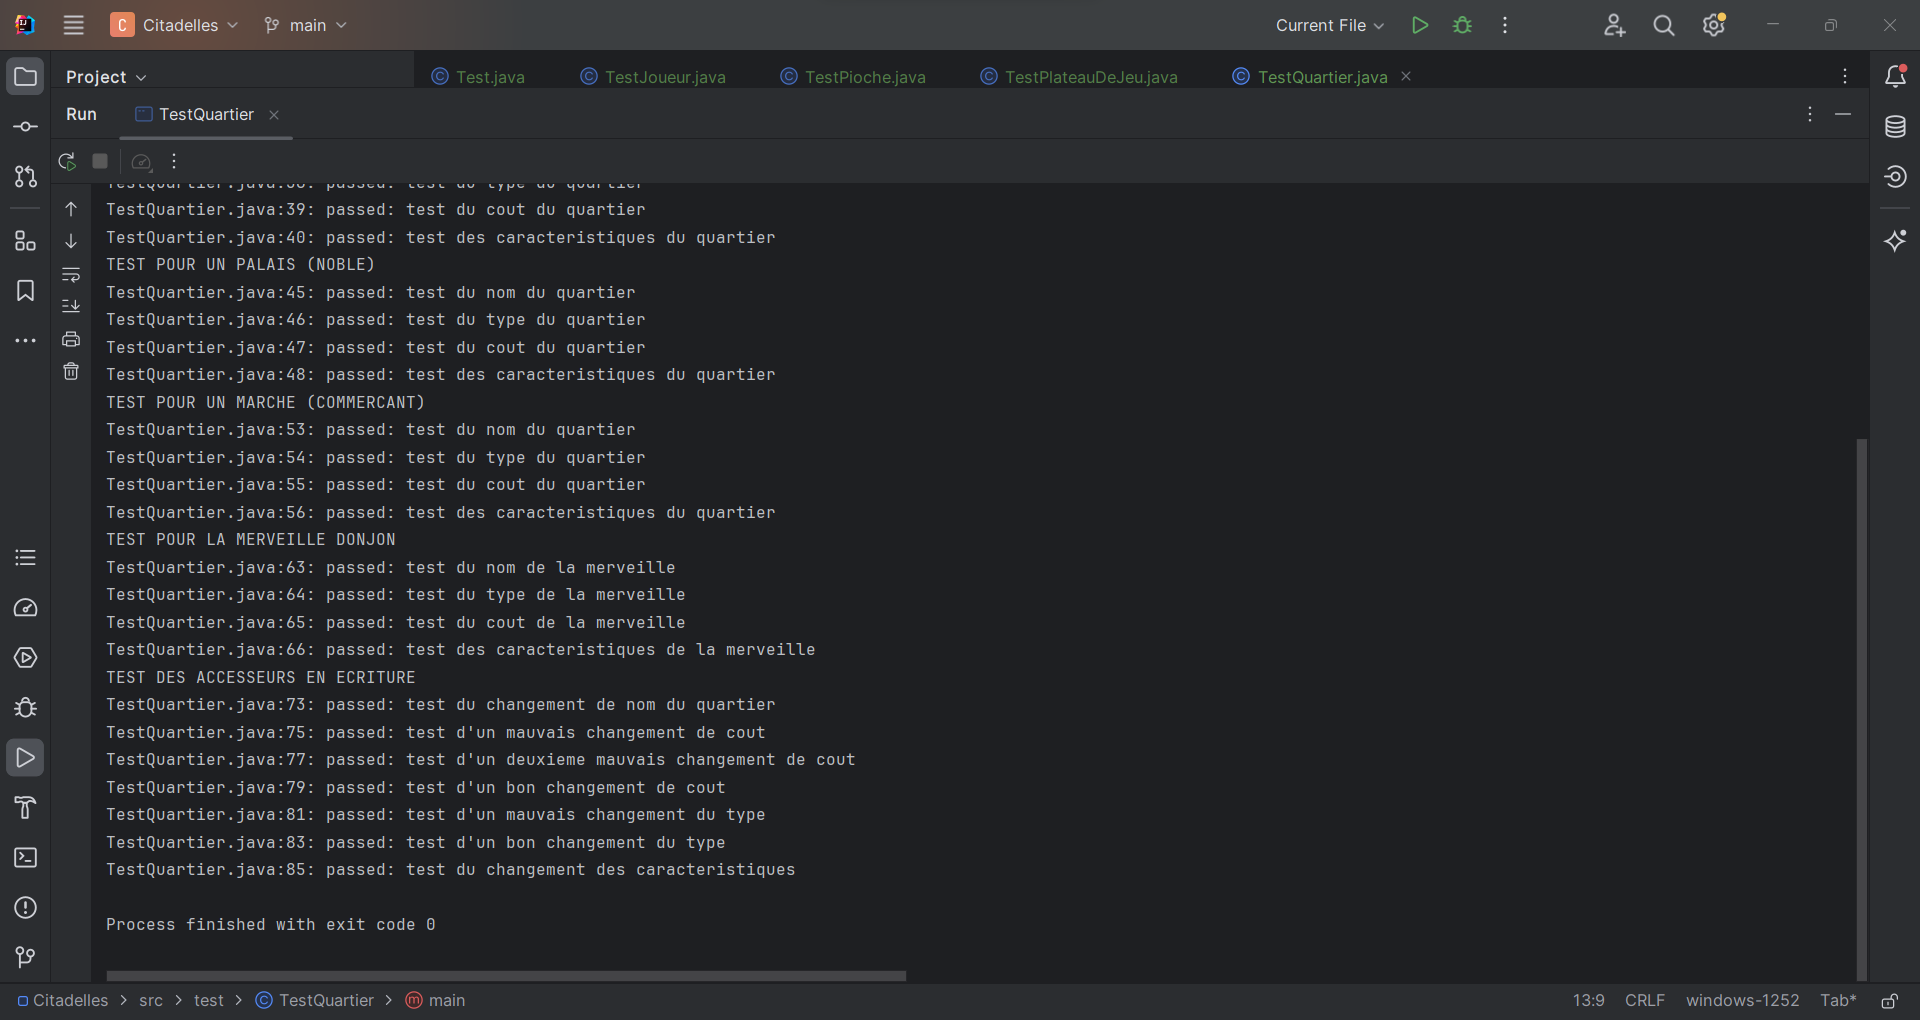 C Citadelles main Current File
Project Test.java TestJoueur.java TestPioche.java TestPlateauDeJeu.java TestQuartier.java
Run TestQuartier
TestQuartier.java:38: passed: test du type du quartier
TestQuartier.java:39: passed: test du cout du quartier
TestQuartier.java:40: passed: test des caracteristiques du quartier
TEST POUR UN PALAIS (NOBLE)
TestQuartier.java:45: passed: test du nom du quartier
TestQuartier.java:46: passed: test du type du quartier
TestQuartier.java:47: passed: test du cout du quartier
TestQuartier.java:48: passed: test des caracteristiques du quartier
TEST POUR UN MARCHE (COMMERCANT)
TestQuartier.java:53: passed: test du nom du quartier
TestQuartier.java:54: passed: test du type du quartier
TestQuartier.java:55: passed: test du cout du quartier
TestQuartier.java:56: passed: test des caracteristiques du quartier
TEST POUR LA MERVEILLE DONJON
TestQuartier.java:63: passed: test du nom de la merveille
TestQuartier.java:64: passed: test du type de la merveille
TestQuartier.java:65: passed: test du cout de la merveille
TestQuartier.java:66: passed: test des caracteristiques de la merveille
TEST DES ACCESSEURS EN ECRITURE
TestQuartier.java:73: passed: test du changement de nom du quartier
TestQuartier.java:75: passed: test d'un mauvais changement de cout
TestQuartier.java:77: passed: test d'un deuxieme mauvais changement de cout
TestQuartier.java:79: passed: test d'un bon changement de cout
TestQuartier.java:81: passed: test d'un mauvais changement du type
TestQuartier.java:83: passed: test d'un bon changement du type
TestQuartier.java:85: passed: test du changement des caracteristiques
Process finished with exit code 0
Citadelles > src > test > TestQuartier > main 13:9 CRLF windows-1252 Tab*